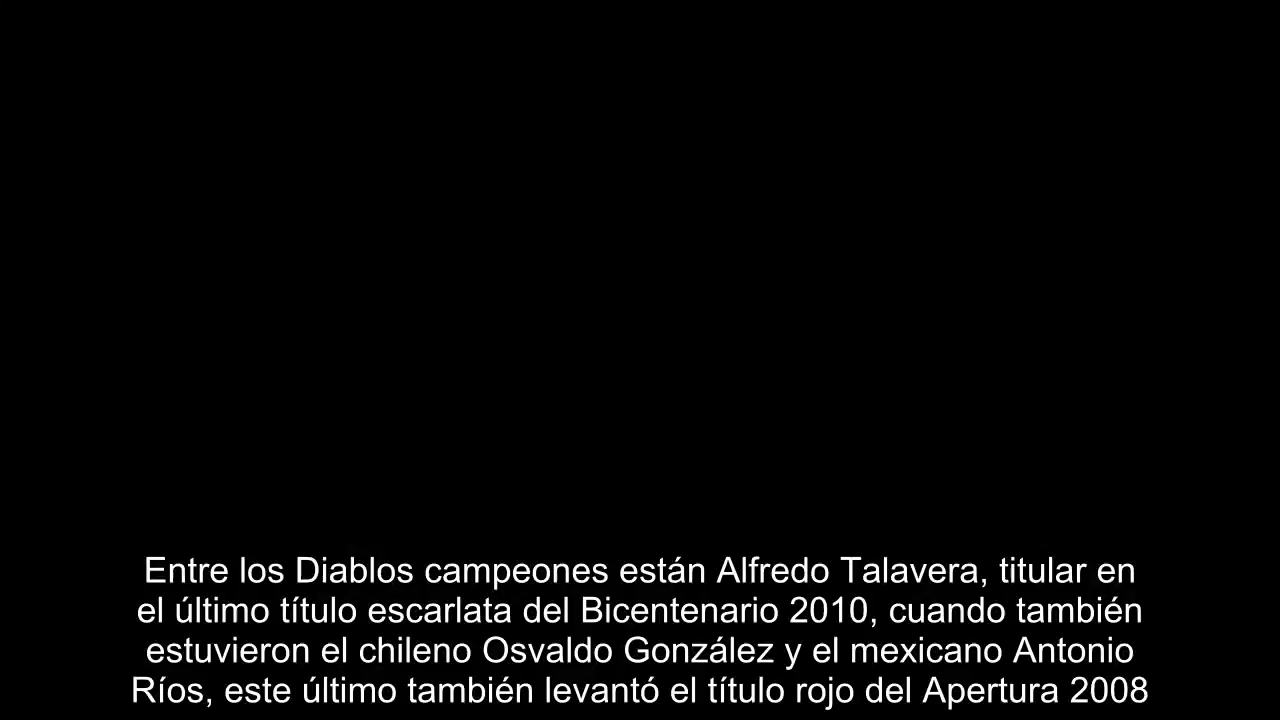 Entre los Diablos campeones están Alfredo Talavera, titular en
el último título escarlata del Bicentenario 2010, cuando también
estuvieron el chileno Osvaldo González y el mexicano Antonio
Ríos, este último también levantó el título rojo del Apertura 2008